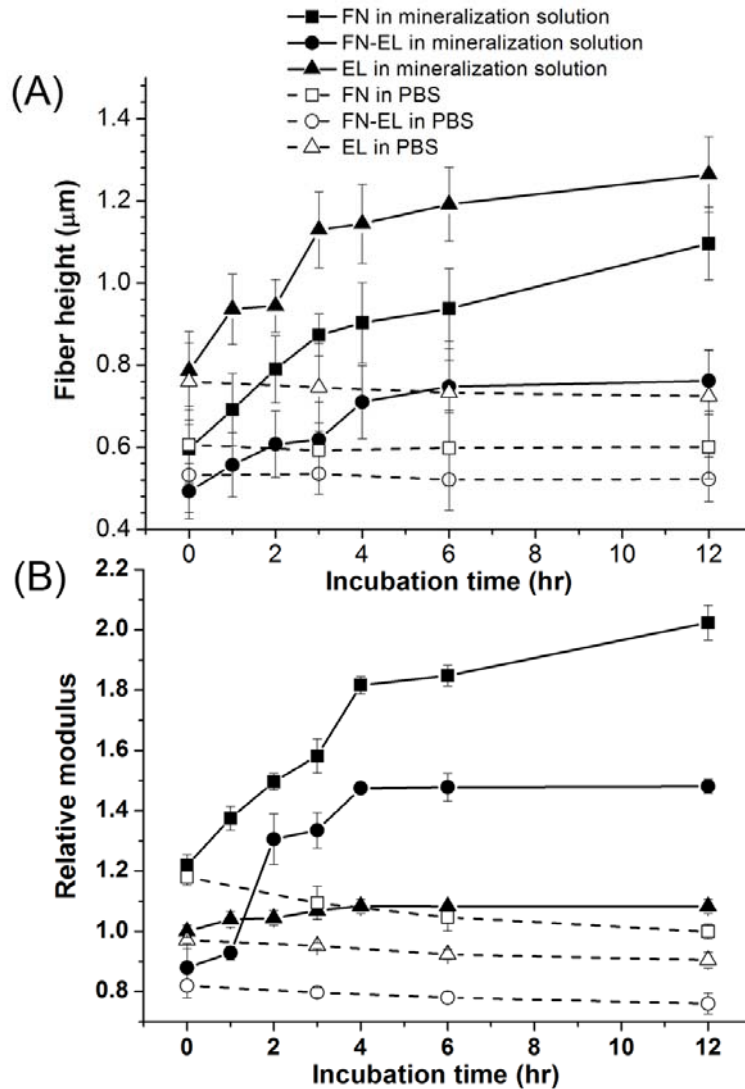 FN in mineralization solution
FN-EL in mineralization solution
EL in mineralization solution
FN in PBS
FN-EL in PBS
EL in PBS
(A)
1.4
1.2
1.0
0.8
0.6
0.4
Fiber height (μm)
0 2 4 6 8 10 12
Incubation time (hr)
(B)
2.2
2.0
1.8
1.6
1.4
1.2
1.0
0.8
Relative modulus
0 2 4 6 8 10 12
Incubation time (hr)